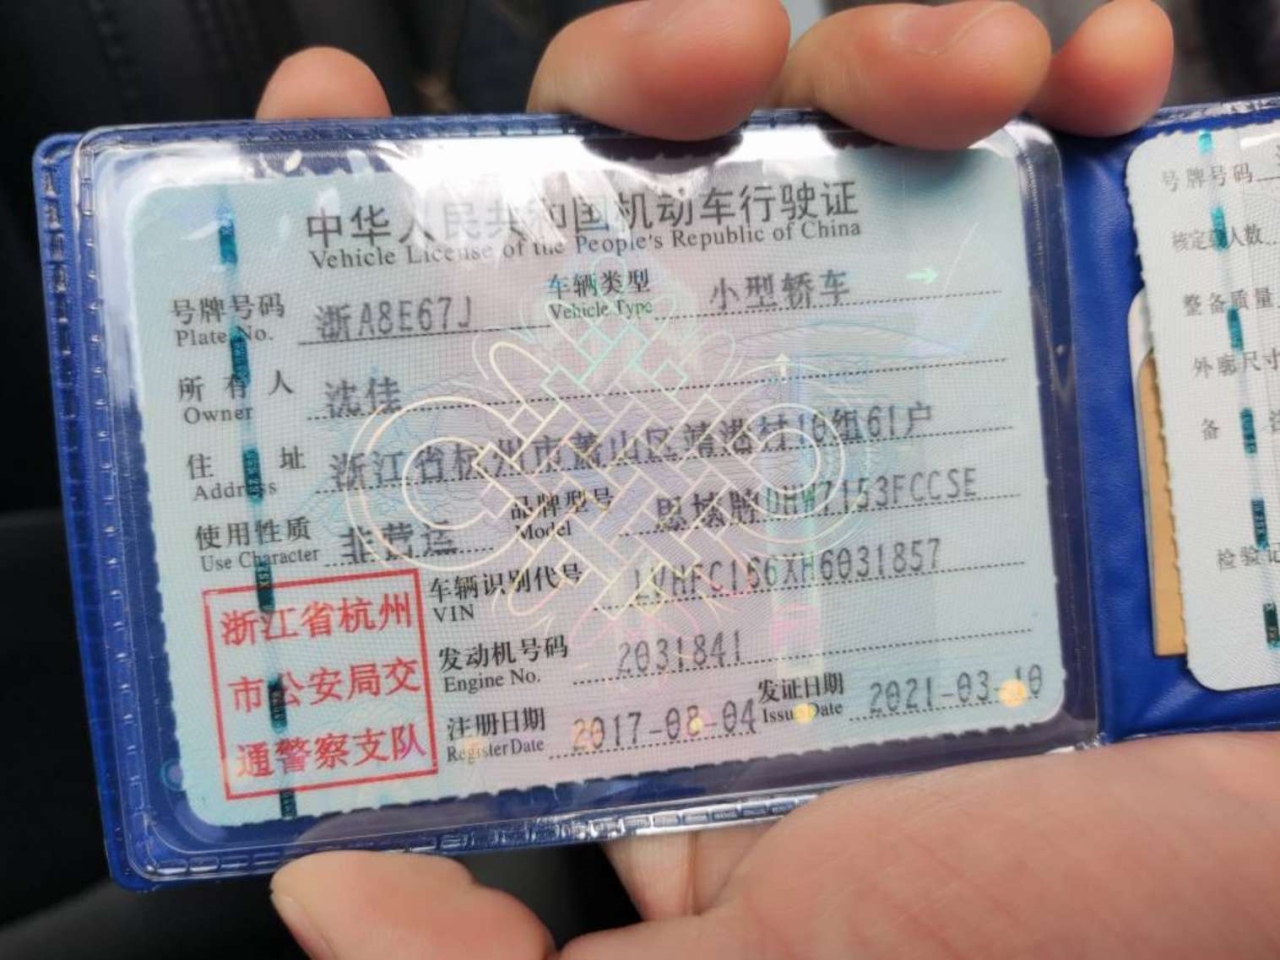 中华人民共和国机动车行驶证
Vehicle License of the People's Republic of China
号牌号码 浙A8E67J 车辆类型 小型轿车
Plate No. Vehicle Type
所有人 沈佳
Owner
住址 浙江省杭州市萧山区靖港村10组61户
Address
使用性质 非营运 品牌型号 思域牌DHW7153FCCSE
Use Character Model
车辆识别代号 LVHFC156XH6031857
VIN
发动机号码 2031841
Engine No.
注册日期 2017-08-04 发证日期 2021-03-10
Register Date Issue Date
浙江省杭州
市公安局交
通警察支队
号牌号码
核定载人数
整备质量
外廓尺寸
备
检验记